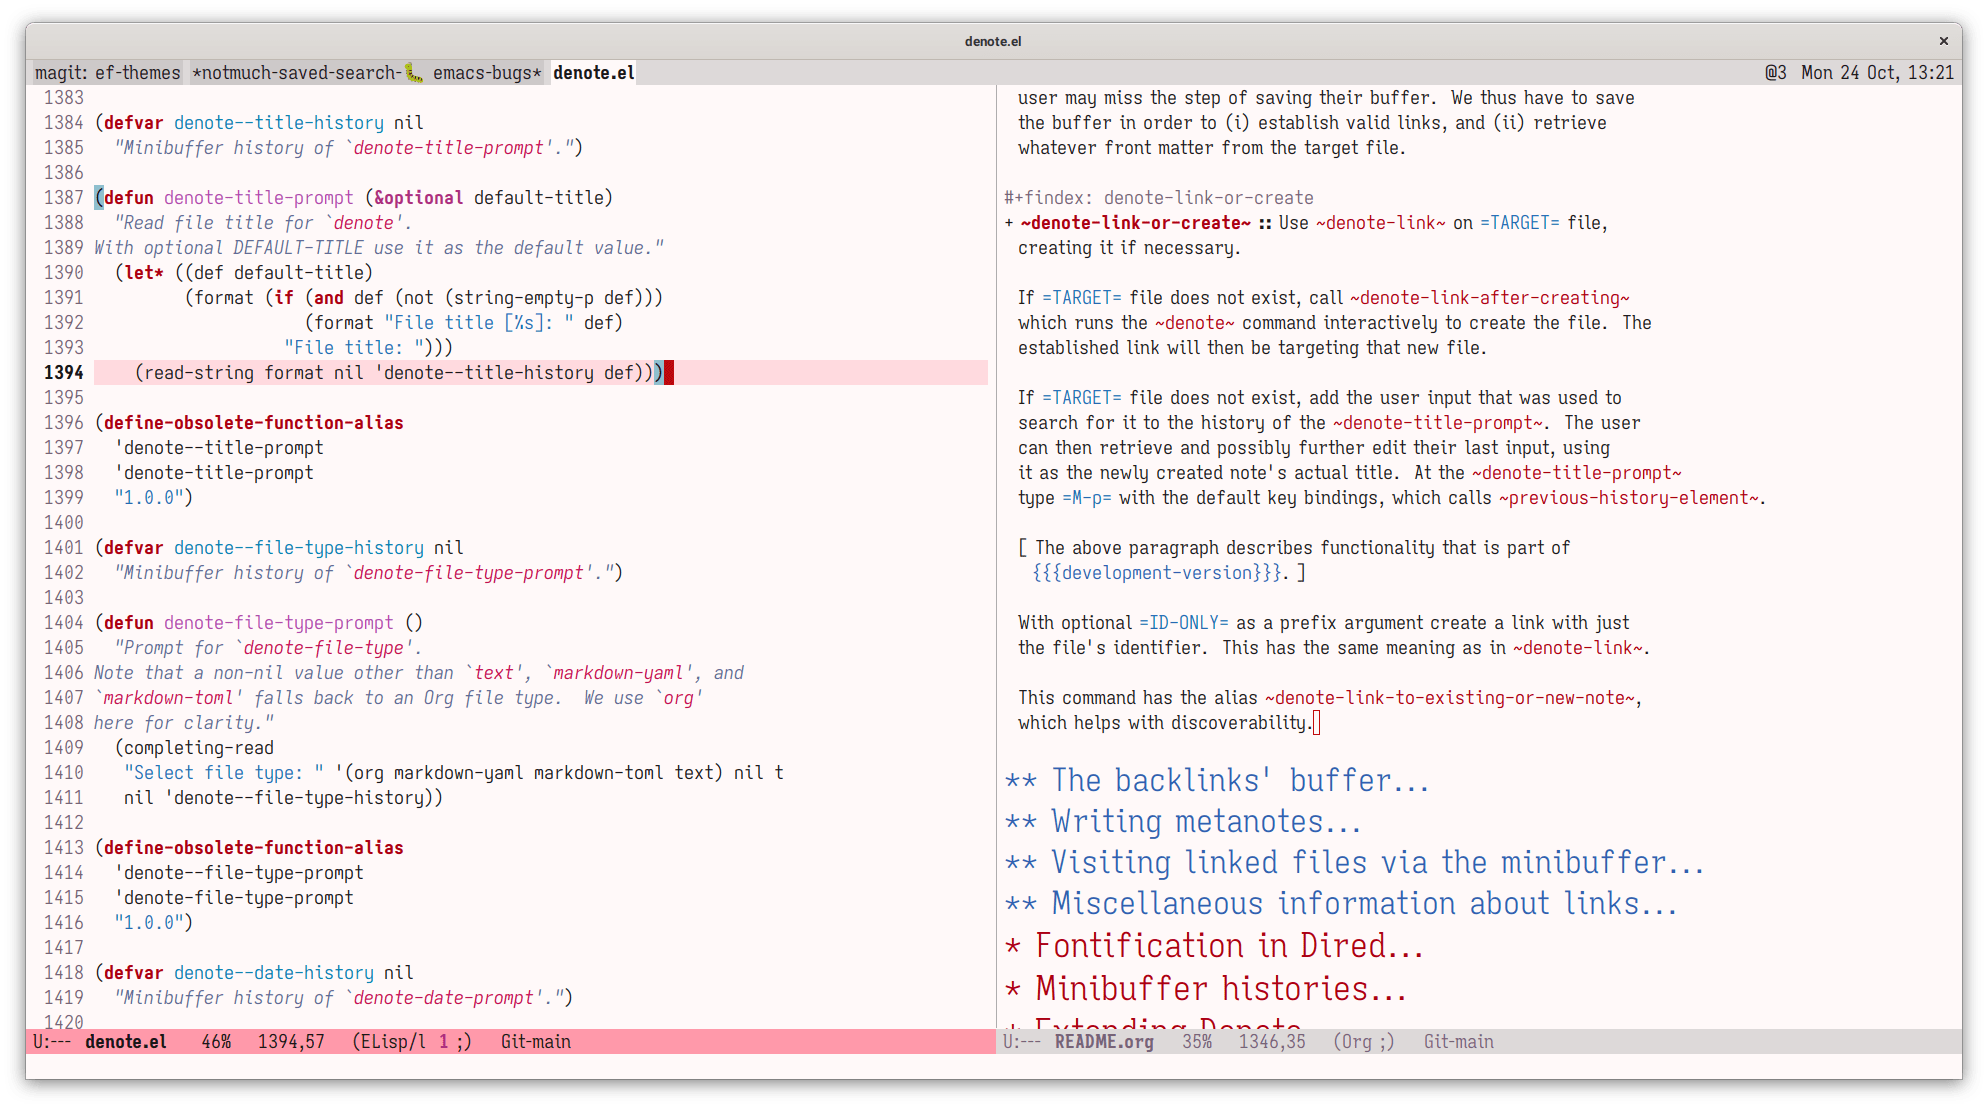 denote.el
×
magit: ef-themes *notmuch-saved-search-🐛 emacs-bugs* denote.el
@3 Mon 24 Oct, 13:21
1383
1384 (defvar denote--title-history nil
1385   "Minibuffer history of `denote-title-prompt'.")
1386
1387 (defun denote-title-prompt (&optional default-title)
1388   "Read file title for `denote'.
1389 With optional DEFAULT-TITLE use it as the default value."
1390   (let* ((def default-title)
1391          (format (if (and def (not (string-empty-p def)))
1392                      (format "File title [%s]: " def)
1393                    "File title: ")))
1394     (read-string format nil 'denote--title-history def)))
1395
1396 (define-obsolete-function-alias
1397   'denote--title-prompt
1398   'denote-title-prompt
1399   "1.0.0")
1400
1401 (defvar denote--file-type-history nil
1402   "Minibuffer history of `denote-file-type-prompt'.")
1403
1404 (defun denote-file-type-prompt ()
1405   "Prompt for `denote-file-type'.
1406 Note that a non-nil value other than `text', `markdown-yaml', and
1407 `markdown-toml' falls back to an Org file type.  We use `org'
1408 here for clarity."
1409   (completing-read
1410    "Select file type: " '(org markdown-yaml markdown-toml text) nil t
1411    nil 'denote--file-type-history))
1412
1413 (define-obsolete-function-alias
1414   'denote--file-type-prompt
1415   'denote-file-type-prompt
1416   "1.0.0")
1417
1418 (defvar denote--date-history nil
1419   "Minibuffer history of `denote-date-prompt'.")
1420
U:--- denote.el 46% 1394,57 (ELisp/l 1 ;) Git-main
user may miss the step of saving their buffer.  We thus have to save
the buffer in order to (i) establish valid links, and (ii) retrieve
whatever front matter from the target file.
#+findex: denote-link-or-create
+ ~denote-link-or-create~ :: Use ~denote-link~ on =TARGET= file,
creating it if necessary.
If =TARGET= file does not exist, call ~denote-link-after-creating~
which runs the ~denote~ command interactively to create the file.  The
established link will then be targeting that new file.
If =TARGET= file does not exist, add the user input that was used to
search for it to the history of the ~denote-title-prompt~.  The user
can then retrieve and possibly further edit their last input, using
it as the newly created note's actual title.  At the ~denote-title-prompt~
type =M-p= with the default key bindings, which calls ~previous-history-element~.
[ The above paragraph describes functionality that is part of
{{{development-version}}}. ]
With optional =ID-ONLY= as a prefix argument create a link with just
the file's identifier.  This has the same meaning as in ~denote-link~.
This command has the alias ~denote-link-to-existing-or-new-note~,
which helps with discoverability.
** The backlinks' buffer...
** Writing metanotes...
** Visiting linked files via the minibuffer...
** Miscellaneous information about links...
* Fontification in Dired...
* Minibuffer histories...
* Extending Denote...
U:--- README.org 35% 1346,35 (Org ;) Git-main